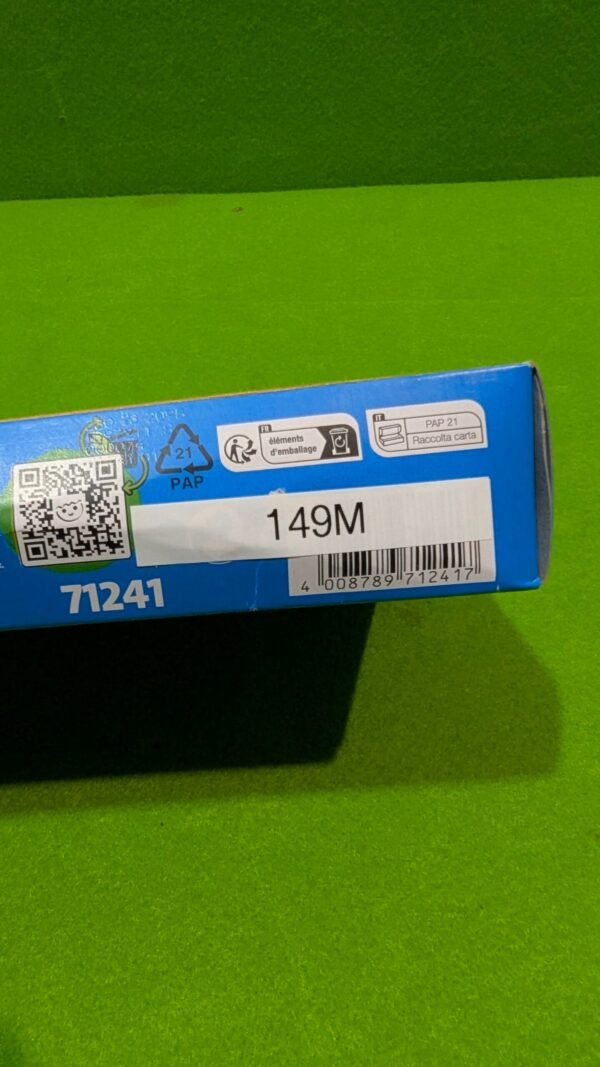 21
PAP
FR
éléments
d'emballage
IT
PAP 21
Raccolta carta
149M
71241
4 008789 712417